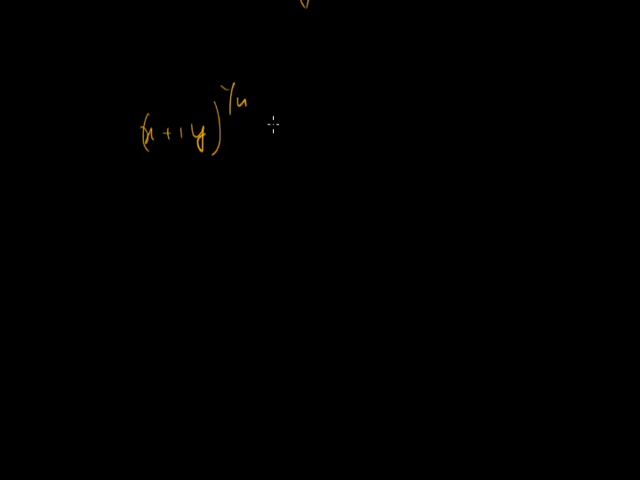 (x + iy)^1/n